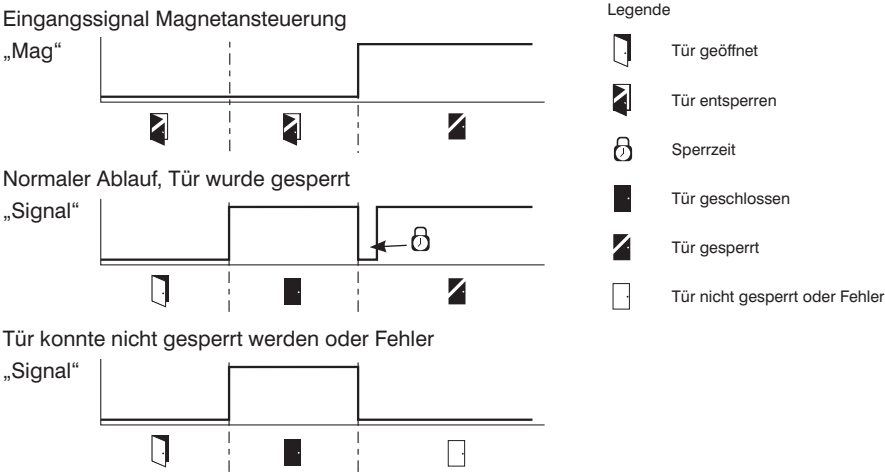 Eingangssignal Magnetansteuerung
„Mag“
Normaler Ablauf, Tür wurde gesperrt
„Signal“
Tür konnte nicht gesperrt werden oder Fehler
„Signal“
Legende
Tür geöffnet
Tür entsperren
Sperrzeit
Tür geschlossen
Tür gesperrt
Tür nicht gesperrt oder Fehler